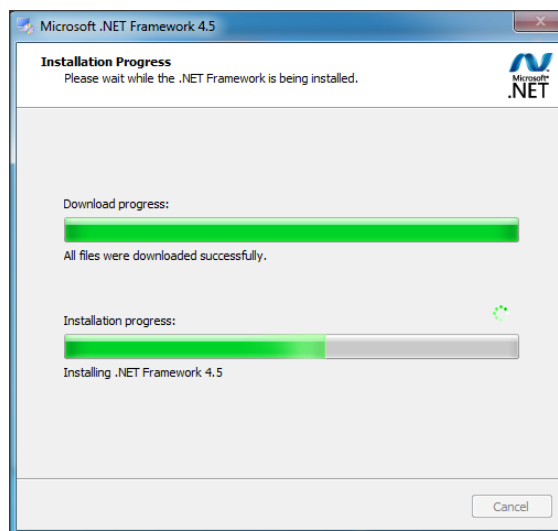 Microsoft .NET Framework 4.5
Installation Progress
Please wait while the .NET Framework is being installed.
Microsoft®
.NET
Download progress:
All files were downloaded successfully.
Installation progress:
Installing .NET Framework 4.5
Cancel